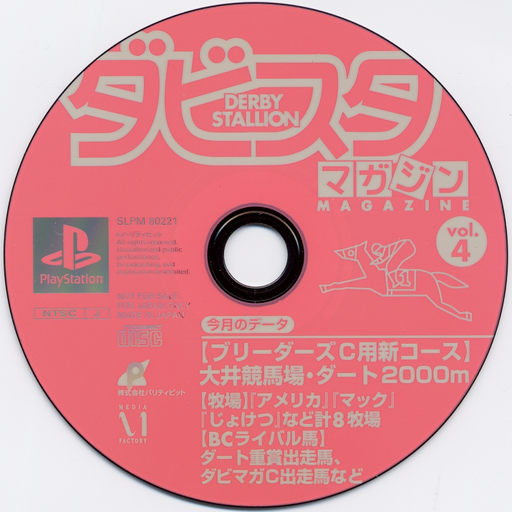 ダビスタ
DERBY
STALLION
マガジン
MAGAZINE
vol.
4
SLPM 80221
PlayStation
NTSC
COMPACT
DISC
今月のデータ
【ブリーダーズC用新コース】
大井競馬場・ダート2000m
【牧場】『アメリカ』『マック』
『じょけつ』など計8牧場
【BCライバル馬】
ダート重賞出走馬、
ダビマガC出走馬など
株式会社パリティビット
MEDIA
FACTORY